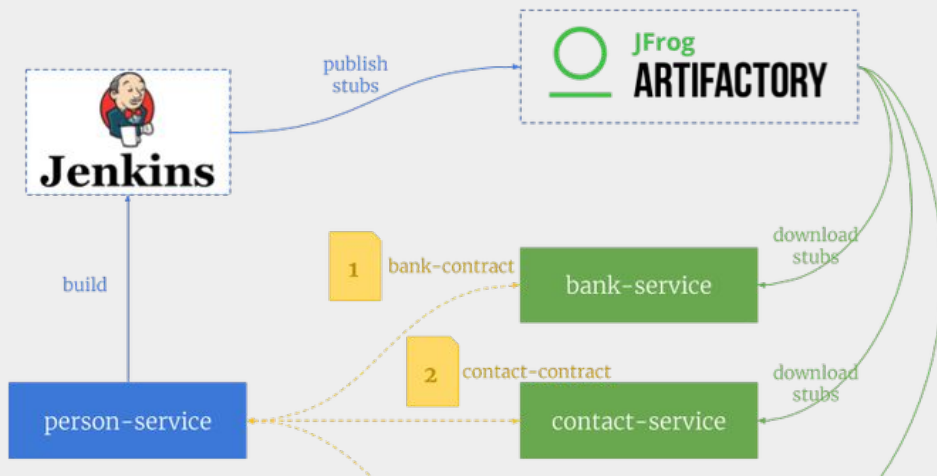 publish
stubs
JFrog
ARTIFACTORY
Jenkins
build
1
bank-contract
bank-service
download
stubs
2
contact-contract
download
stubs
person-service
contact-service